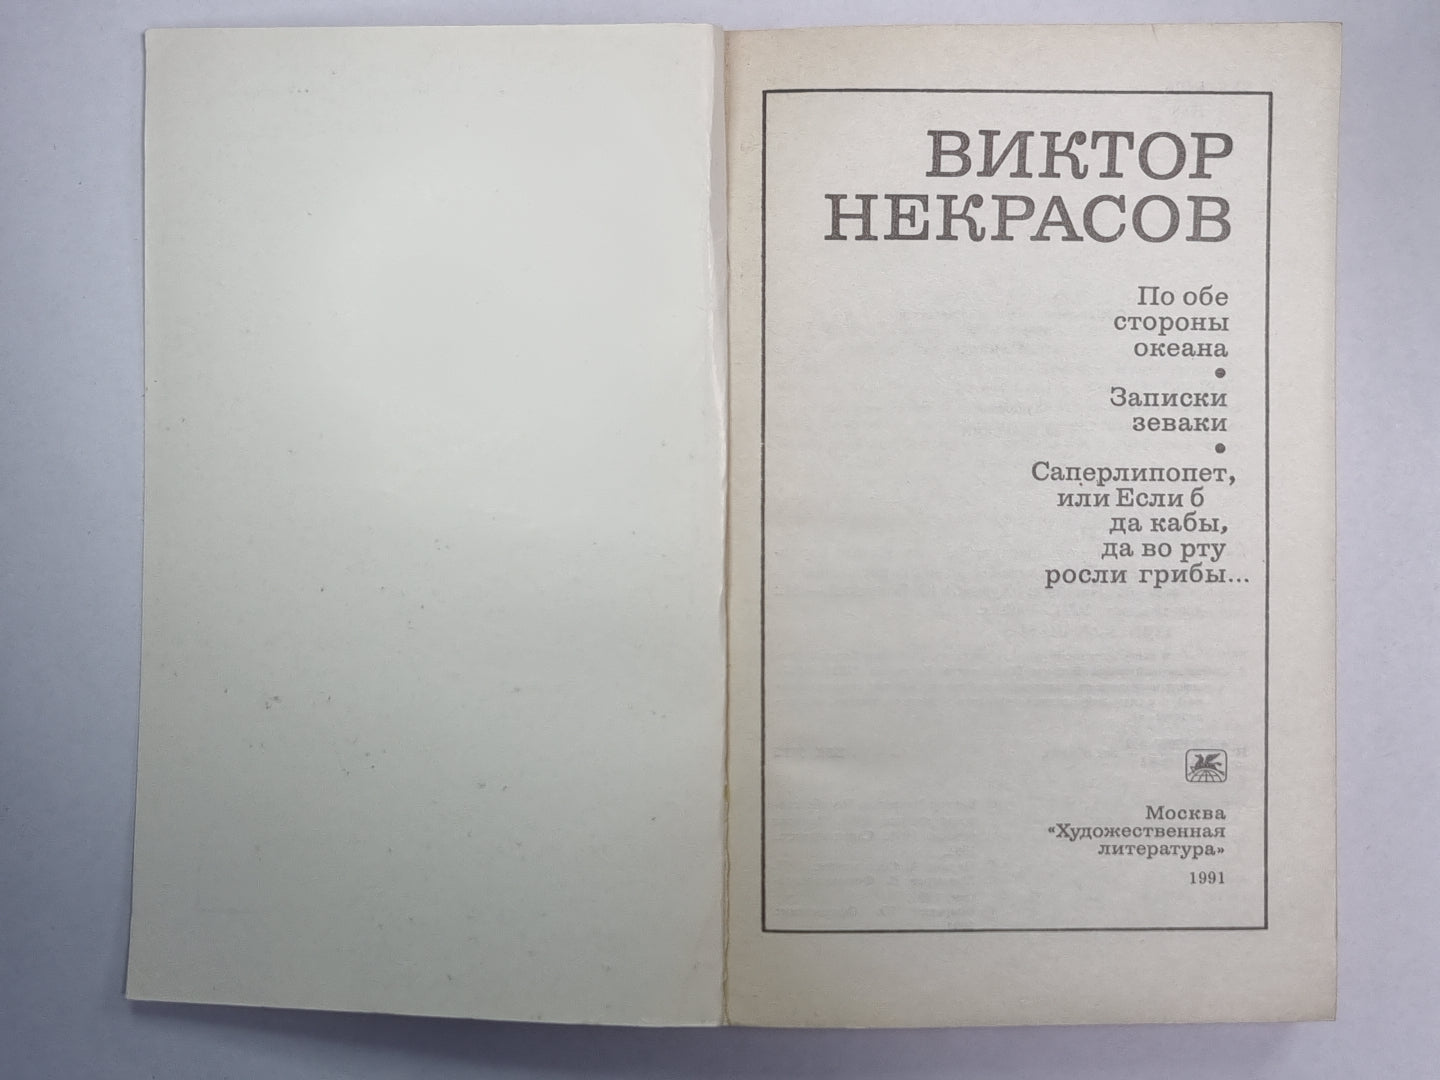 ВИКТОР
НЕКРАСОВ
По обе
стороны
океана
•
Записки
зеваки
•
Саперлипопет,
или Если б
да кабы,
да во рту
росли грибы...
Москва
«Художественная
литература»
1991